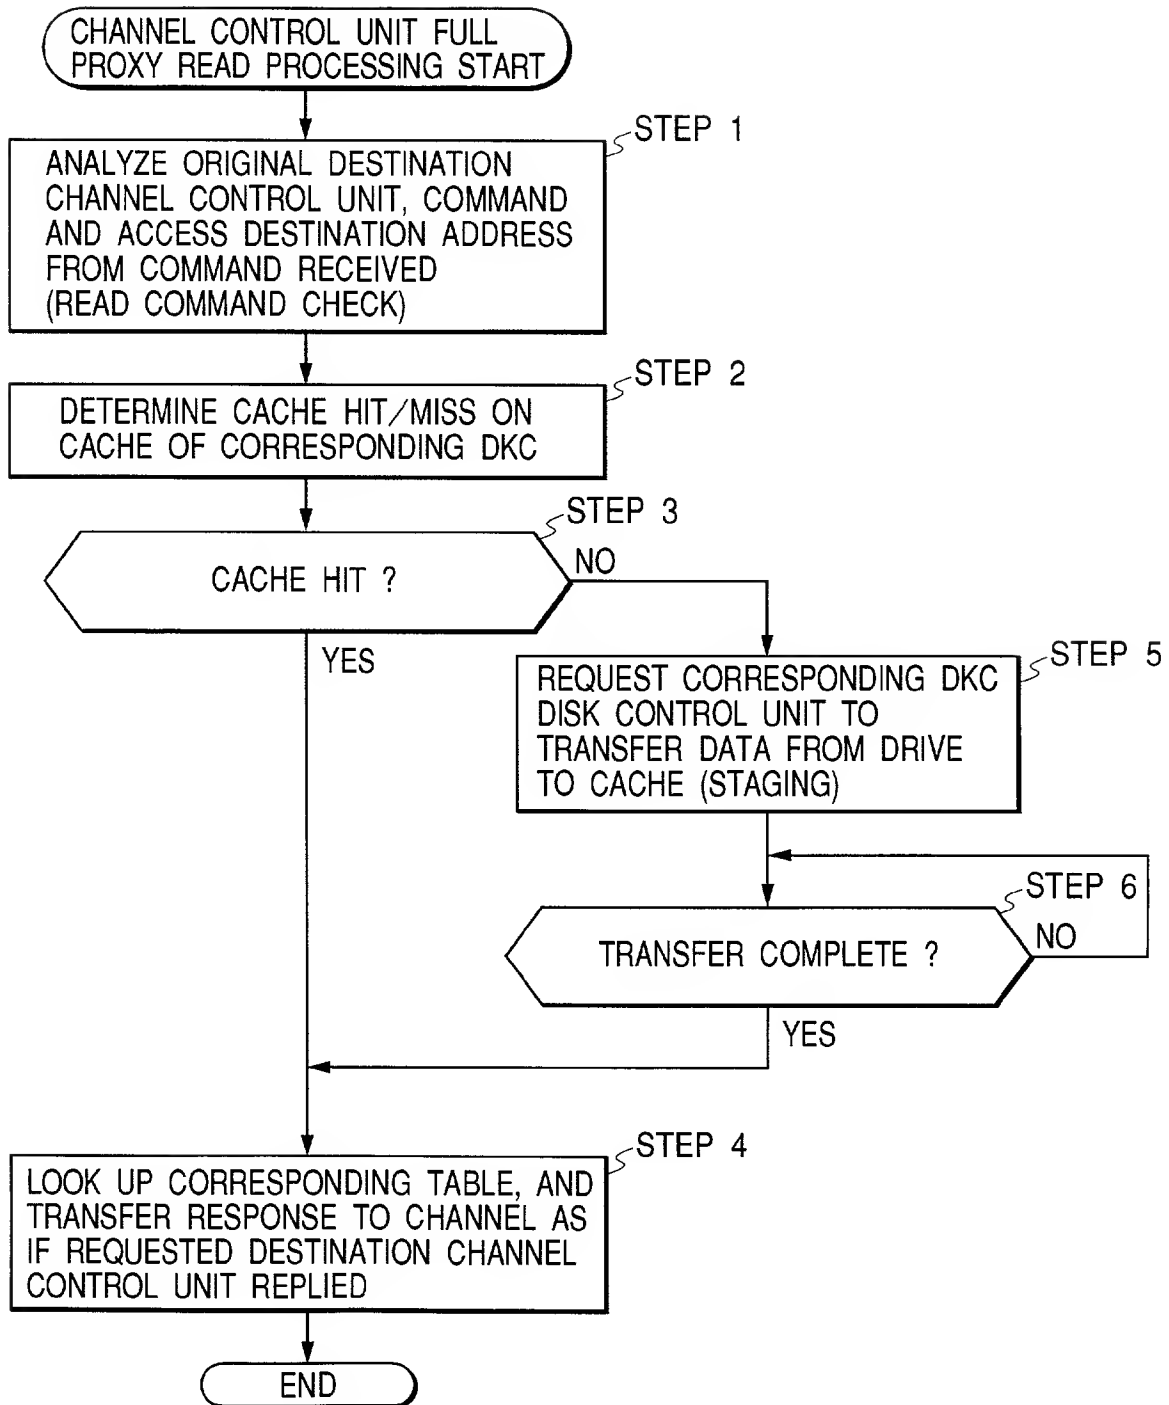 CHANNEL CONTROL UNIT FULL
PROXY READ PROCESSING START
STEP 1
ANALYZE ORIGINAL DESTINATION
CHANNEL CONTROL UNIT, COMMAND
AND ACCESS DESTINATION ADDRESS
FROM COMMAND RECEIVED
(READ COMMAND CHECK)
STEP 2
DETERMINE CACHE HIT/MISS ON
CACHE OF CORRESPONDING DKC
STEP 3
CACHE HIT ?
NO
YES
STEP 5
REQUEST CORRESPONDING DKC
DISK CONTROL UNIT TO
TRANSFER DATA FROM DRIVE
TO CACHE (STAGING)
STEP 6
TRANSFER COMPLETE ?
NO
YES
STEP 4
LOOK UP CORRESPONDING TABLE, AND
TRANSFER RESPONSE TO CHANNEL AS
IF REQUESTED DESTINATION CHANNEL
CONTROL UNIT REPLIED
END